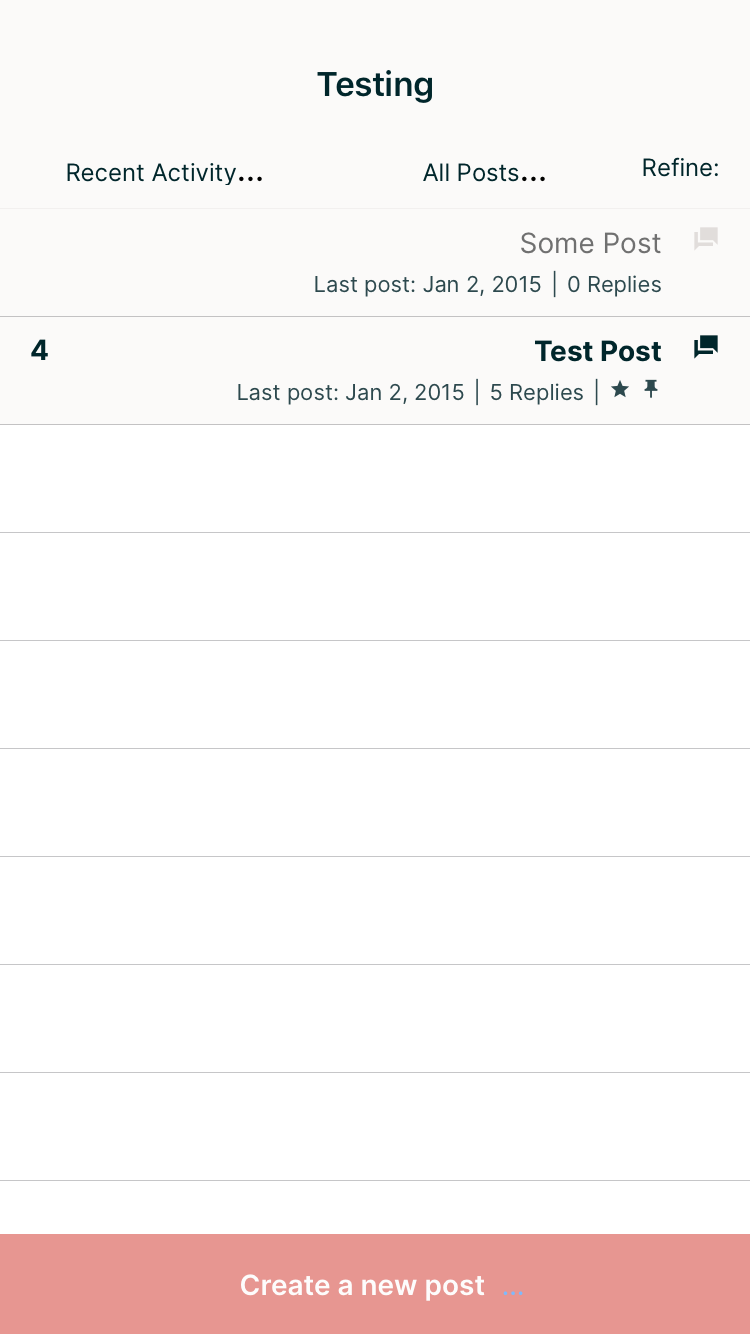 Testing
Recent Activity... All Posts... Refine:
Some Post
Last post: Jan 2, 2015 | 0 Replies
4 Test Post
Last post: Jan 2, 2015 | 5 Replies |
Create a new post ...